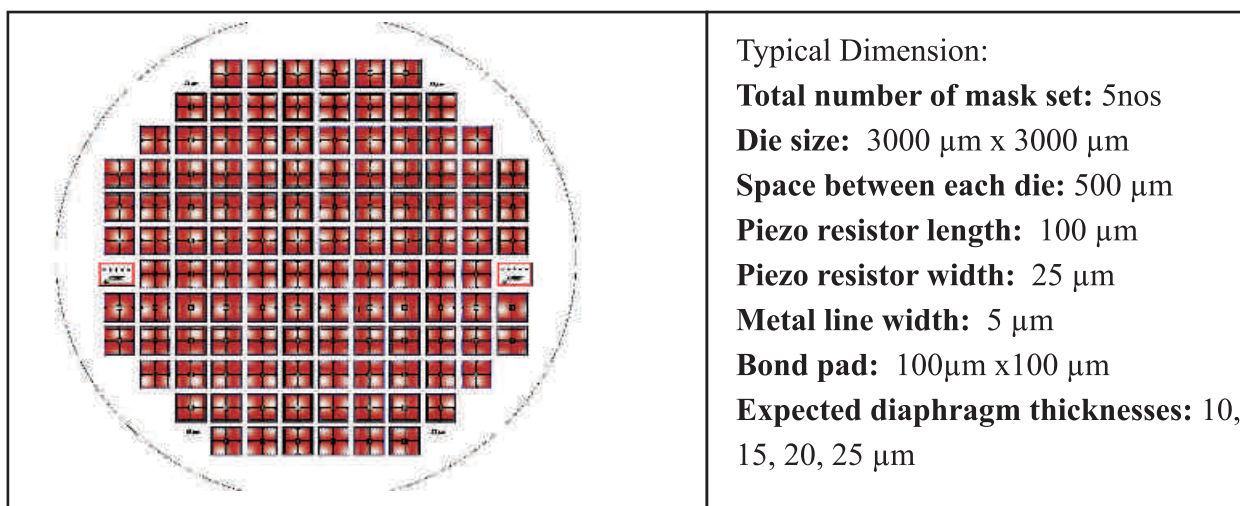 Typical Dimension:
Total number of mask set: 5nos
Die size: 3000 µm x 3000 µm
Space between each die: 500 µm
Piezo resistor length: 100 µm
Piezo resistor width: 25 µm
Metal line width: 5 µm
Bond pad: 100µm x100 µm
Expected diaphragm thicknesses: 10,
15, 20, 25 µm